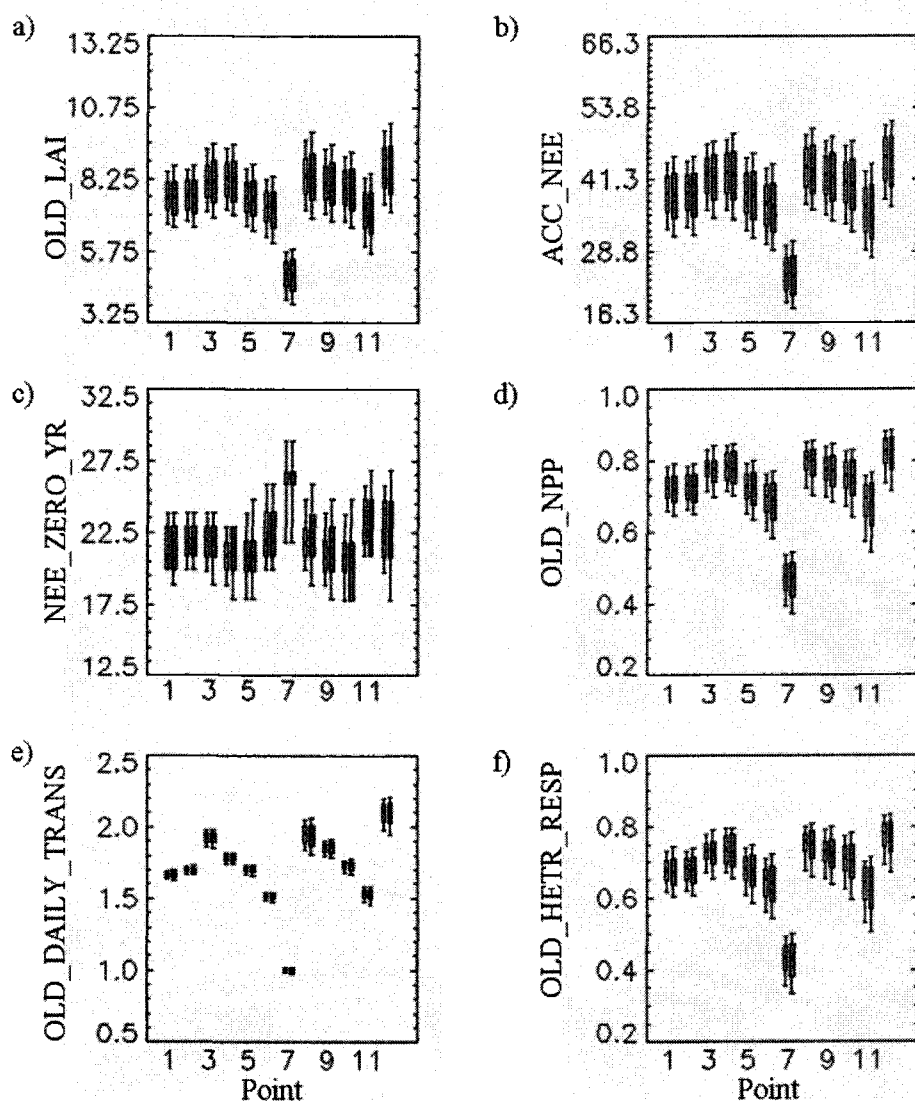 a)
OLD_LAI
13.25
10.75
8.25
5.75
3.25
1 3 5 7 9 11
b)
ACC_NEE
66.3
53.8
41.3
28.8
16.3
1 3 5 7 9 11
c)
NEE_ZERO_YR
32.5
27.5
22.5
17.5
12.5
1 3 5 7 9 11
d)
OLD_NPP
1.0
0.8
0.6
0.4
0.2
1 3 5 7 9 11
e)
OLD_DAILY_TRANS
2.5
2.0
1.5
1.0
0.5
1 3 5 7 9 11
Point
f)
OLD_HETR_RESP
1.0
0.8
0.6
0.4
0.2
1 3 5 7 9 11
Point